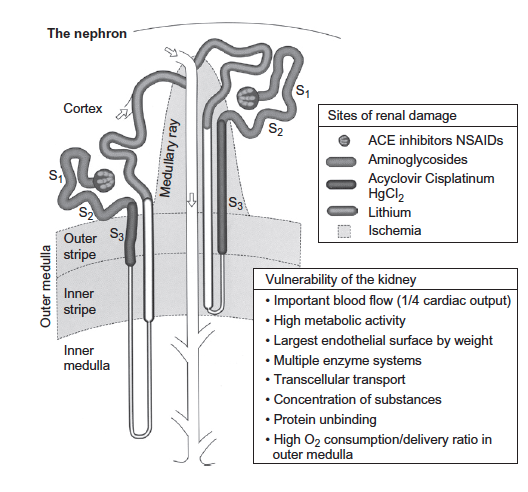 The nephron
Cortex
Medullary ray
S1
S2
S3
S1
S2
S3
Outer medulla
Outer
stripe
Inner
stripe
Inner
medulla
Sites of renal damage
ACE inhibitors NSAIDs
Aminoglycosides
Acyclovir Cisplatinum
HgCl2
Lithium
Ischemia
Vulnerability of the kidney
• Important blood flow (1/4 cardiac output)
• High metabolic activity
• Largest endothelial surface by weight
• Multiple enzyme systems
• Transcellular transport
• Concentration of substances
• Protein unbinding
• High O2 consumption/delivery ratio in
outer medulla